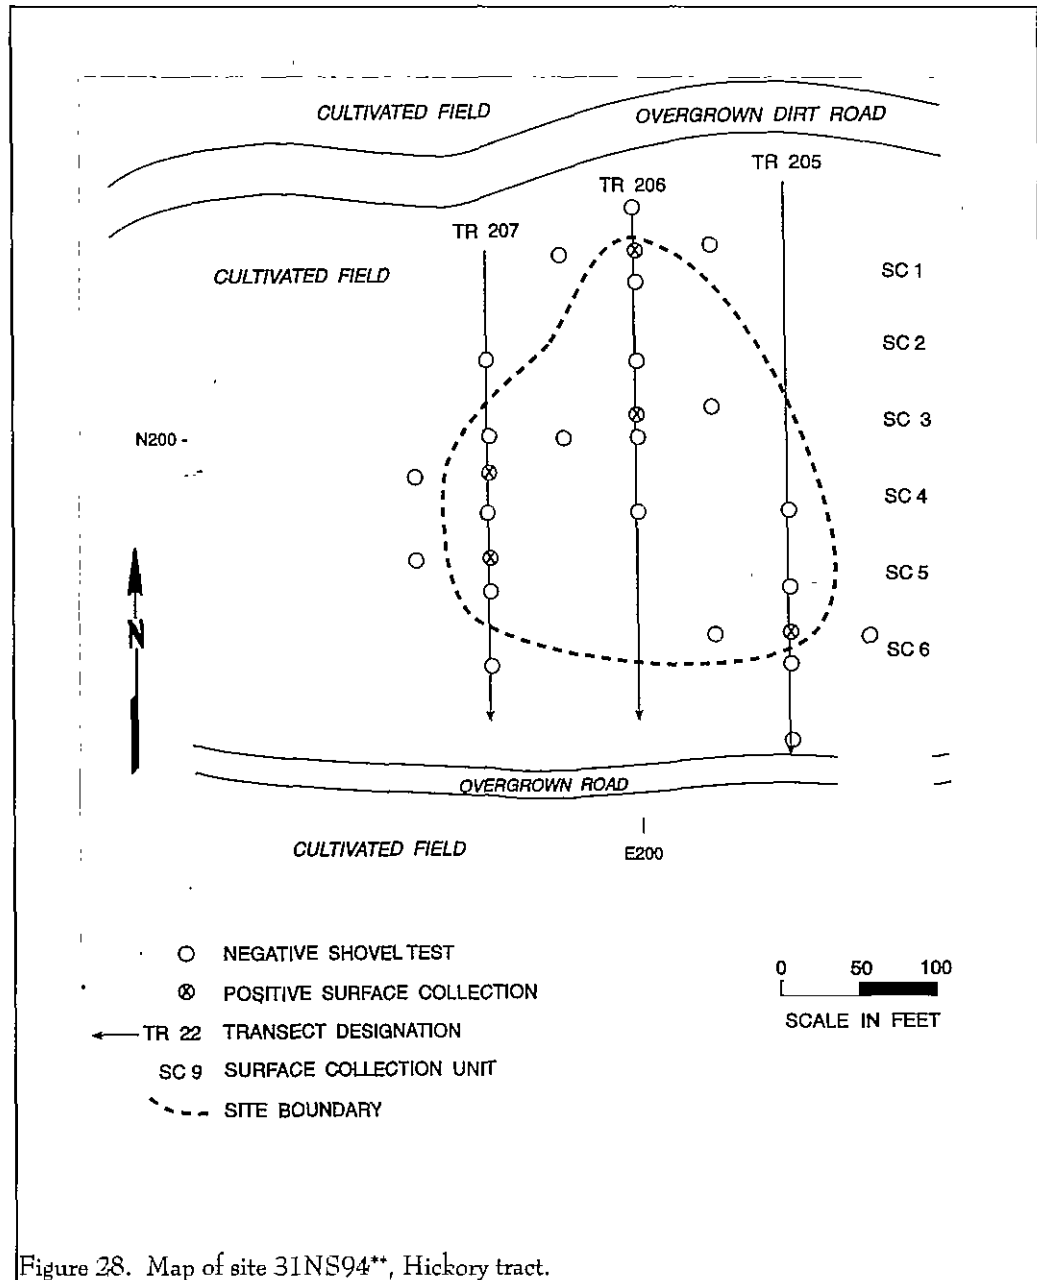 CULTIVATED FIELD
OVERGROWN DIRT ROAD
TR 205
TR 206
TR 207
CULTIVATED FIELD
SC 1
SC 2
SC 3
N200
SC 4
SC 5
N
SC 6
OVERGROWN ROAD
CULTIVATED FIELD
E200
NEGATIVE SHOVEL TEST
POSITIVE SURFACE COLLECTION
TR 22 TRANSECT DESIGNATION
SC 9 SURFACE COLLECTION UNIT
SITE BOUNDARY
0 50 100
SCALE IN FEET
Figure 28. Map of site 31NS94**, Hickory tract.